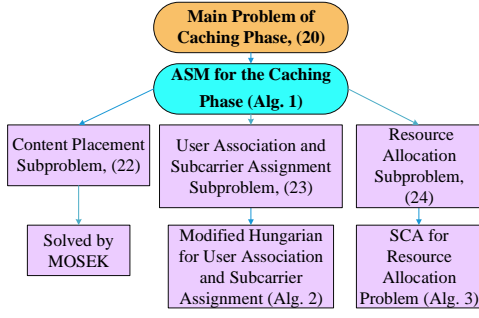 Main Problem of
Caching Phase, (20)
ASM for the Caching
Phase (Alg. 1)
Content Placement
Subproblem, (22)
User Association and
Subcarrier Assignment
Subproblem, (23)
Resource
Allocation
Subproblem,
(24)
Solved by
MOSEK
Modified Hungarian
for User Association
and Subcarrier
Assignment (Alg. 2)
SCA for
Resource
Allocation
Problem (Alg. 3)